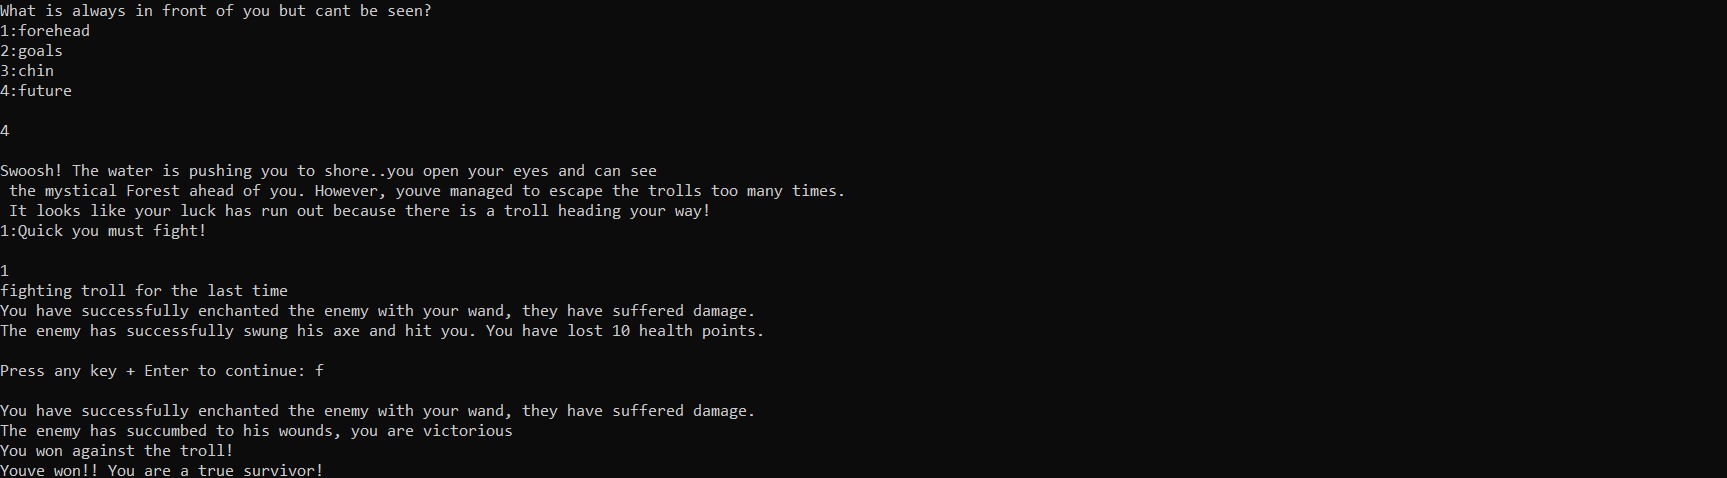 What is always in front of you but cant be seen?
1:forehead
2:goals
3:chin
4:future
4
Swoosh! The water is pushing you to shore..you open your eyes and can see
the mystical Forest ahead of you. However, youve managed to escape the trolls too many times.
It looks like your luck has run out because there is a troll heading your way!
1:Quick you must fight!
1
fighting troll for the last time
You have successfully enchanted the enemy with your wand, they have suffered damage.
The enemy has successfully swung his axe and hit you. You have lost 10 health points.
Press any key + Enter to continue: f
You have successfully enchanted the enemy with your wand, they have suffered damage.
The enemy has succumbed to his wounds, you are victorious
You won against the troll!
Youve won!! You are a true survivor!